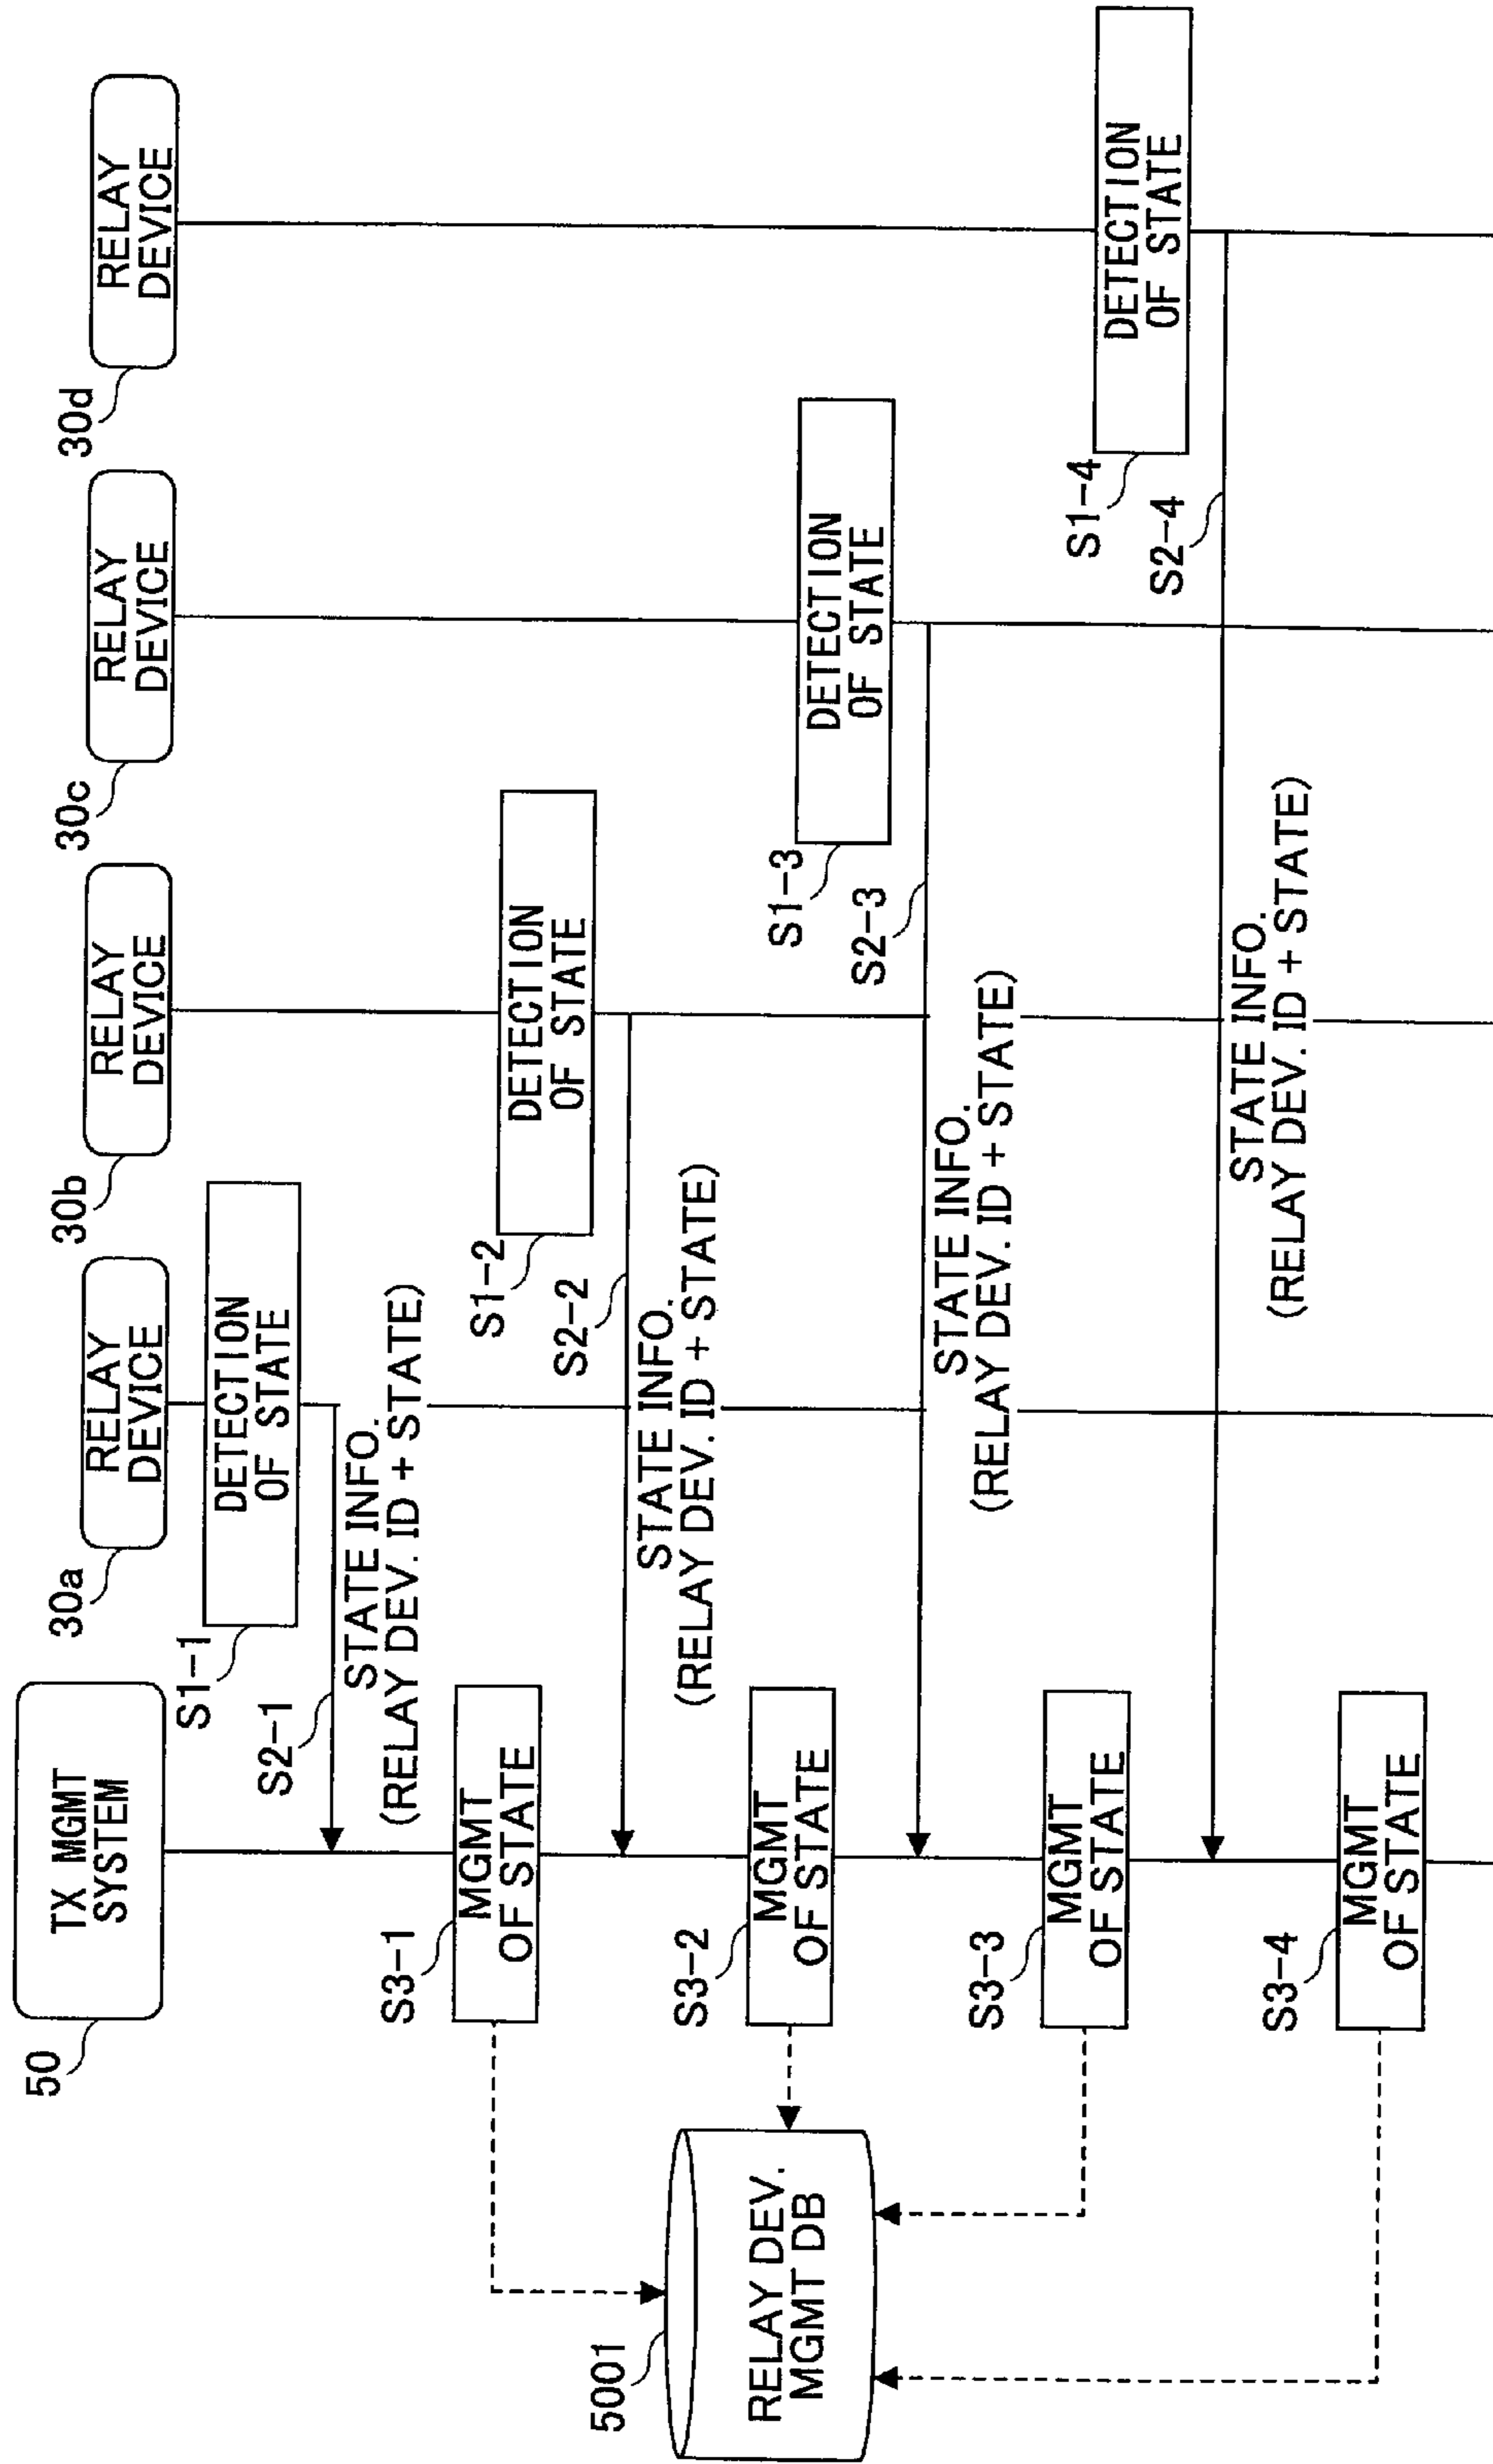 50
TX MGMT
SYSTEM
30a
RELAY
DEVICE
30b
RELAY
DEVICE
30c
RELAY
DEVICE
30d
RELAY
DEVICE
S1-1
DETECTION
OF STATE
S2-1
STATE INFO.
(RELAY DEV. ID + STATE)
S3-1
MGMT
OF STATE
S1-2
DETECTION
OF STATE
S2-2
STATE INFO.
(RELAY DEV. ID + STATE)
S3-2
MGMT
OF STATE
5001
RELAY DEV.
MGMT DB
S1-3
DETECTION
OF STATE
S2-3
STATE INFO.
(RELAY DEV. ID + STATE)
S3-3
MGMT
OF STATE
S1-4
DETECTION
OF STATE
S2-4
STATE INFO.
(RELAY DEV. ID + STATE)
S3-4
MGMT
OF STATE